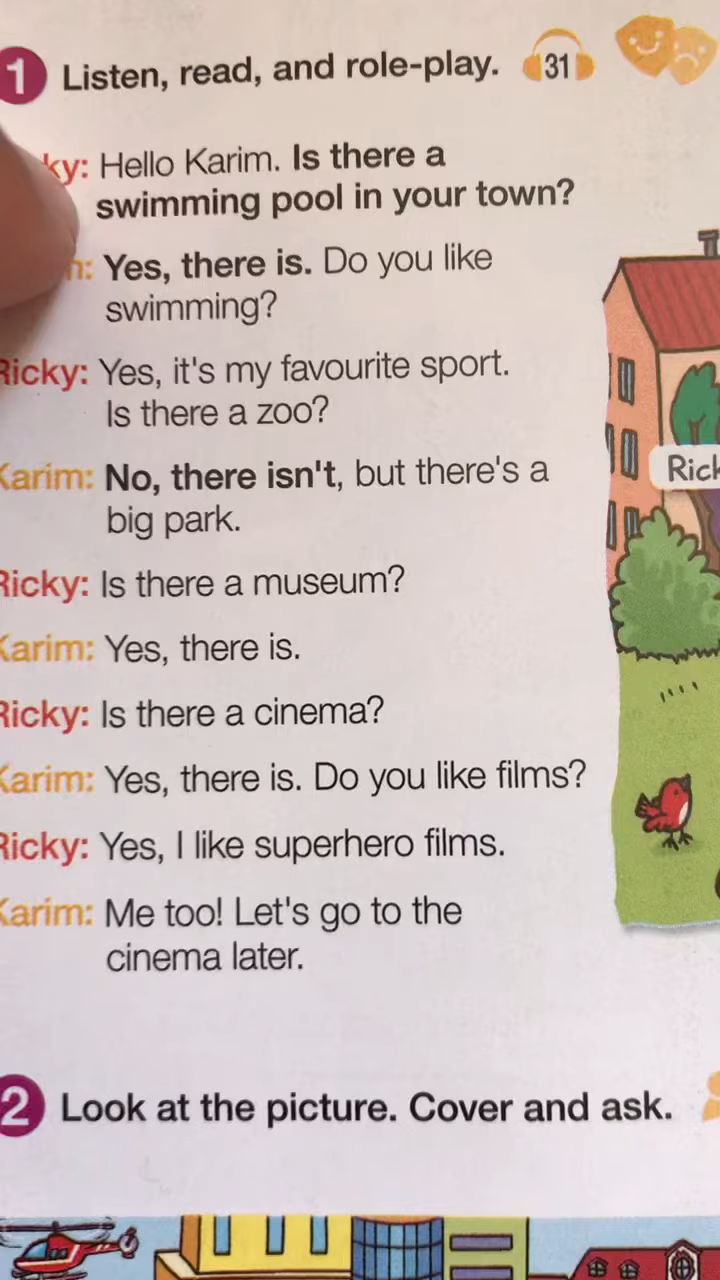 1 Listen, read, and role-play. 31
ky: Hello Karim. Is there a
swimming pool in your town?
Yes, there is. Do you like
swimming?
Ricky: Yes, it's my favourite sport.
Is there a zoo?
Karim: No, there isn't, but there's a
big park.
Ricky: Is there a museum?
Karim: Yes, there is.
Ricky: Is there a cinema?
Karim: Yes, there is. Do you like films?
Ricky: Yes, I like superhero films.
Karim: Me too! Let's go to the
cinema later.
Rick
2 Look at the picture. Cover and ask.